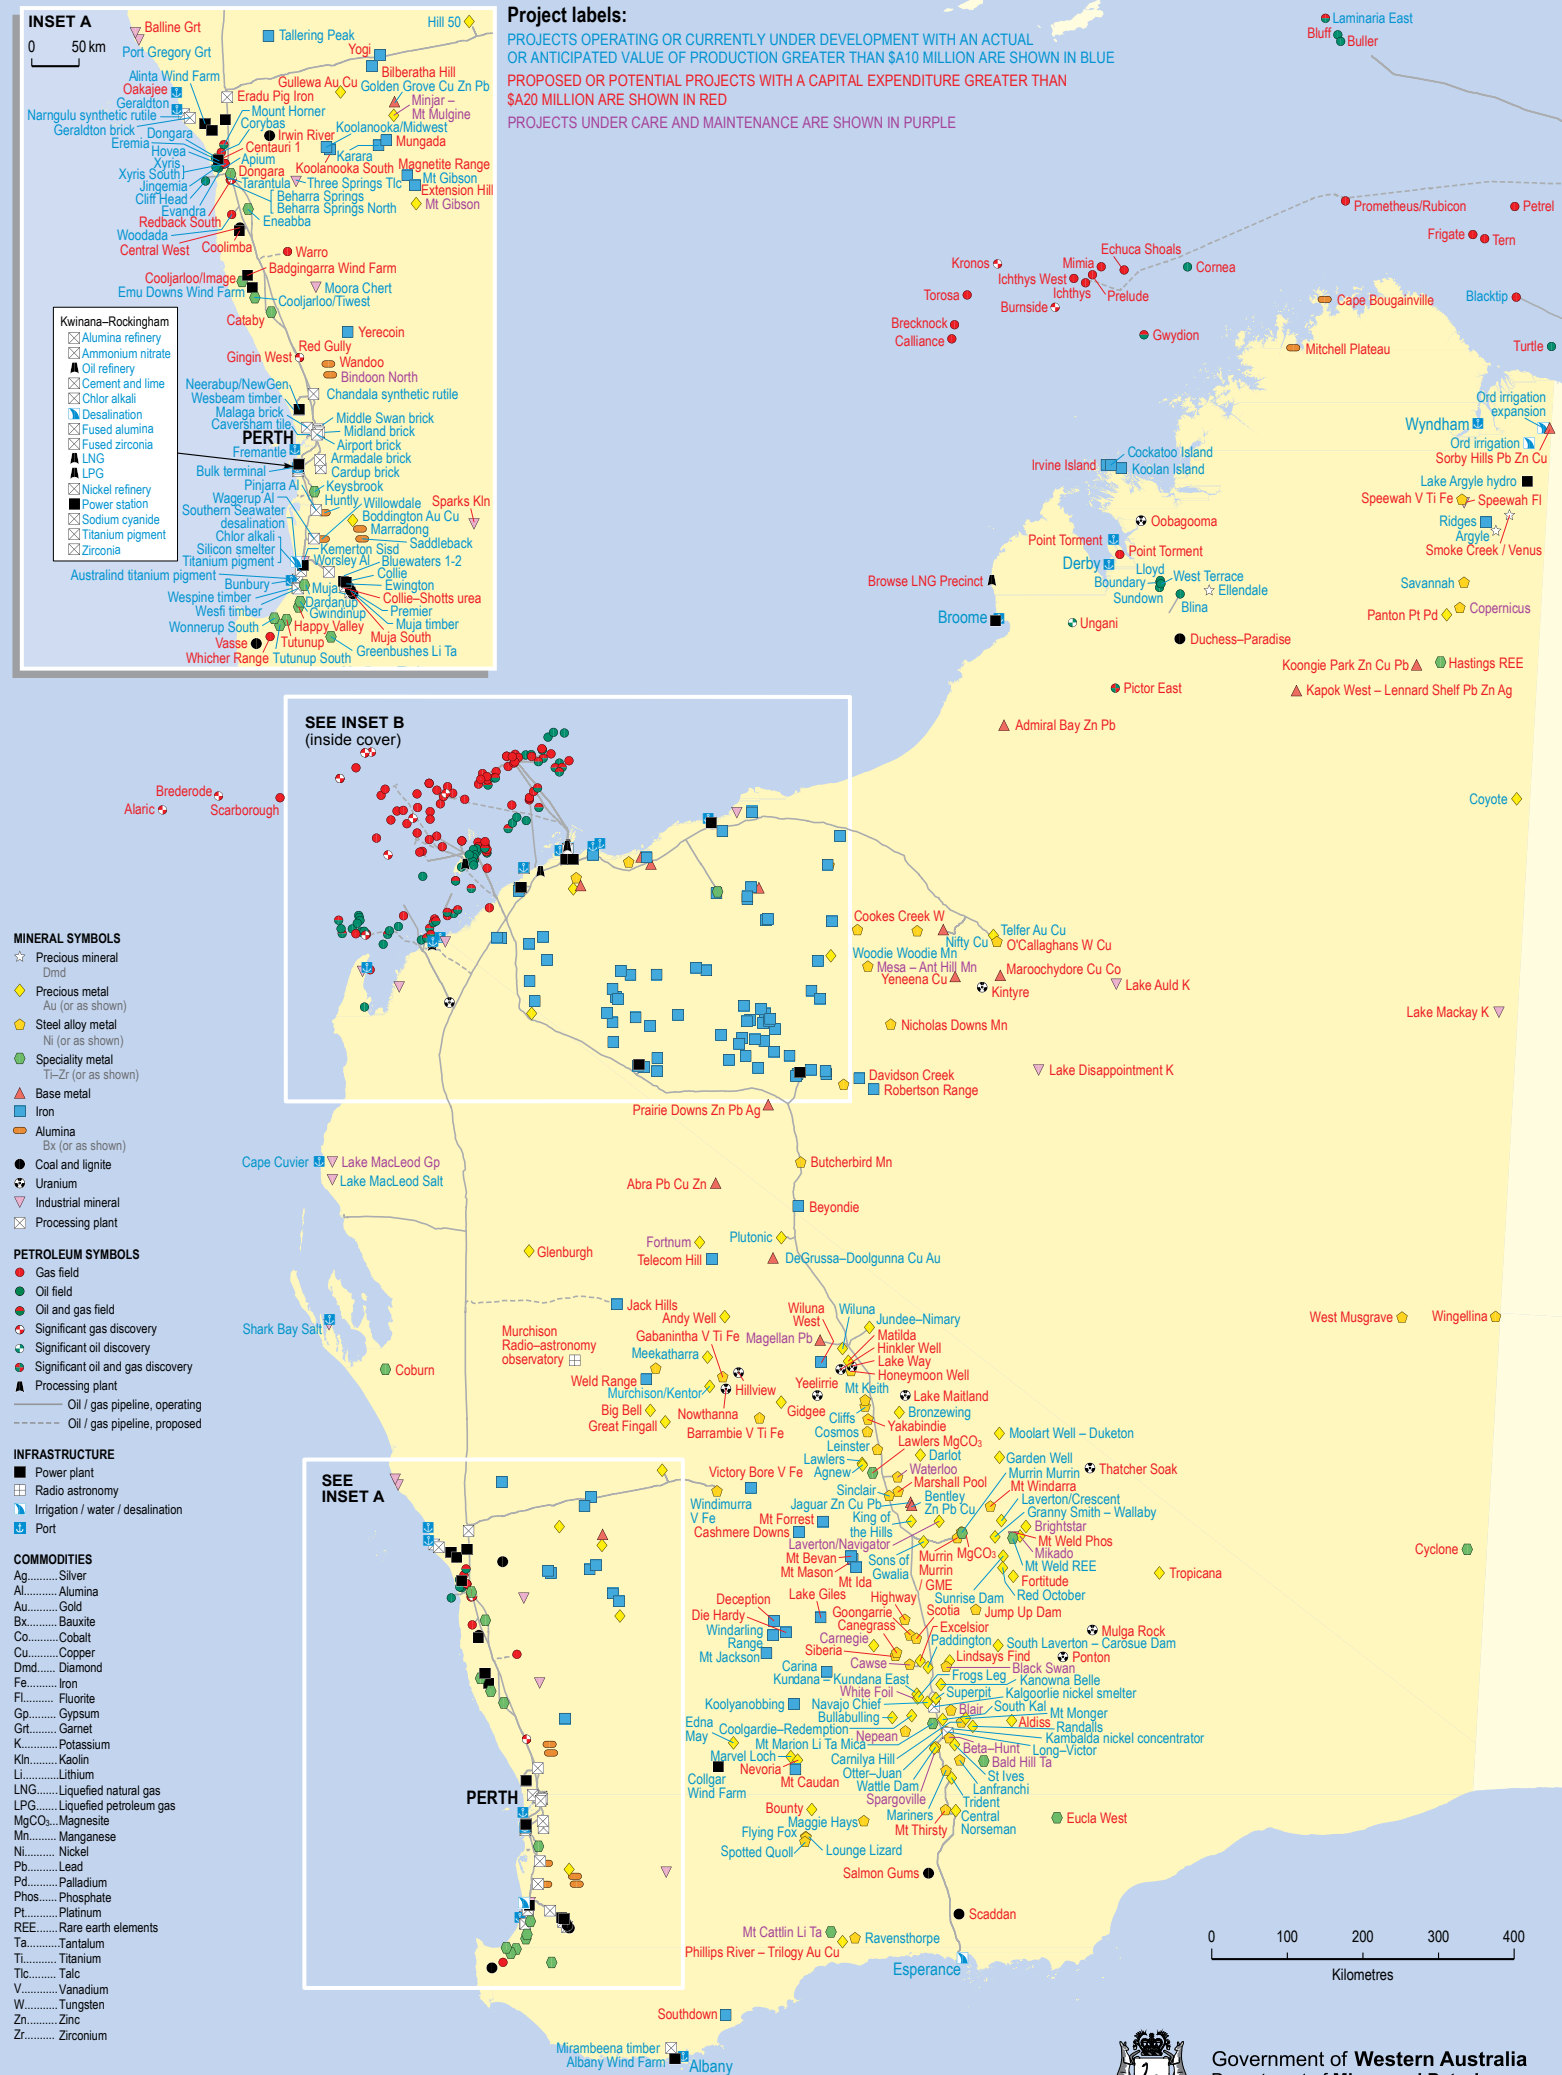 INSET A
0 50 km
Balline Grt
Port Gregory Grt
Tallering Peak
Hill 50
Yogi
Bilberatha Hill
Alinta Wind Farm
Oakajee
Geraldton
Narngulu synthetic rutile
Geraldton brick
Gullewa Au Cu
Golden Grove Cu Zn Pb
Eradu Pig Iron
Minjar –
Mt Mulgine
Mount Horner
Corybas
Dongara
Eremia
Hovea
Xyris
Xyris South
Jingemia
Cliff Head
Evandra
Redback South
Woodada
Central West
Irwin River
Centauri 1
Apium
Dongara
Tarantula
Koolanooka/Midwest
Mungada
Karara
Koolanooka South
Magnetite Range
Mt Gibson
Three Springs Tlc
Extension Hill
Beharra Springs
Beharra Springs North
Mt Gibson
Eneabba
Coolimba
Warro
Badgingarra Wind Farm
Cooljarloo/Image
Moora Chert
Emu Downs Wind Farm
Cooljarloo/Tiwest
Cataby
Yerecoin
Red Gully
Gingin West
Wandoo
Bindoon North
Neerabup/NewGen
Wesbeam timber
Chandala synthetic rutile
Malaga brick
Caversham tile
Middle Swan brick
Midland brick
PERTH
Airport brick
Fremantle
Armadale brick
Bulk terminal
Cardup brick
Pinjarra Al
Keysbrook
Wagerup Al
Huntly
Willowdale
Sparks Kln
Southern Seawater
desalination
Boddington Au Cu
Marradong
Chlor alkali
Saddleback
Silicon smelter
Kemerton Sisd
Titanium pigment
Worsley Al
Bluewaters 1-2
Australind titanium pigment
Collie
Bunbury
Muja
Ewington
Wespine timber
Collie–Shotts urea
Dardanup
Wesfi timber
Gwindinup
Premier
Wonnerup South
Happy Valley
Muja timber
Muja South
Vasse
Tutunup
Greenbushes Li Ta
Whicher Range
Tutunup South
Kwinana–Rockingham
Alumina refinery
Ammonium nitrate
Oil refinery
Cement and lime
Chlor alkali
Desalination
Fused alumina
Fused zirconia
LNG
LPG
Nickel refinery
Power station
Sodium cyanide
Titanium pigment
Zirconia
Project labels:
PROJECTS OPERATING OR CURRENTLY UNDER DEVELOPMENT WITH AN ACTUAL
OR ANTICIPATED VALUE OF PRODUCTION GREATER THAN $A10 MILLION ARE SHOWN IN BLUE
PROPOSED OR POTENTIAL PROJECTS WITH A CAPITAL EXPENDITURE GREATER THAN
$A20 MILLION ARE SHOWN IN RED
PROJECTS UNDER CARE AND MAINTENANCE ARE SHOWN IN PURPLE
Laminaria East
Bluff
Buller
Prometheus/Rubicon
Petrel
Frigate
Tern
Echuca Shoals
Kronos
Mimia
Cornea
Ichthys West
Ichthys
Prelude
Torosa
Burnside
Cape Bougainville
Blacktip
Brecknock
Calliance
Gwydion
Mitchell Plateau
Turtle
Ord irrigation
expansion
Wyndham
Ord irrigation
Sorby Hills Pb Zn Cu
Cockatoo Island
Irvine Island
Koolan Island
Lake Argyle hydro
Speewah V Ti Fe
Speewah Fl
Oobagooma
Ridges
Argyle
Smoke Creek / Venus
Point Torment
Point Torment
Derby
Lloyd
Browse LNG Precinct
Boundary
West Terrace
Ellendale
Savannah
Sundown
Blina
Copernicus
Panton Pt Pd
Broome
Ungani
Duchess–Paradise
Koongie Park Zn Cu Pb
Hastings REE
Pictor East
Kapok West – Lennard Shelf Pb Zn Ag
Admiral Bay Zn Pb
Coyote
SEE INSET B
(inside cover)
Brederode
Alaric
Scarborough
Cookes Creek W
Nifty Cu
Telfer Au Cu
O'Callaghans W Cu
Woodie Woodie Mn
Mesa – Ant Hill Mn
Yeneena Cu
Maroochydore Cu Co
Kintyre
Lake Auld K
Lake Mackay K
Nicholas Downs Mn
Lake Disappointment K
Davidson Creek
Robertson Range
Prairie Downs Zn Pb Ag
Cape Cuvier
Lake MacLeod Gp
Lake MacLeod Salt
Butcherbird Mn
Abra Pb Cu Zn
Beyondie
Glenburgh
Fortnum
Plutonic
Telecom Hill
DeGrussa–Doolgunna Cu Au
Shark Bay Salt
Coburn
Jack Hills
Andy Well
Wiluna
West
Wiluna
Jundee–Nimary
West Musgrave
Wingellina
Murchison
Radio–astronomy
observatory
Gabanintha V Ti Fe
Magellan Pb
Matilda
Hinkler Well
Meekatharra
Lake Way
Honeymoon Well
Weld Range
Yeelirrie
Mt Keith
Murchison/Kentor
Hillview
Lake Maitland
Big Bell
Nowthanna
Gidgee
Bronzewing
Great Fingall
Barrambie V Ti Fe
Cliffs
Yakabindie
Cosmos
Moolart Well – Duketon
Lawlers MgCO3
Leinster
Darlot
Garden Well
Lawlers
Agnew
Waterloo
Murrin Murrin
Thatcher Soak
Victory Bore V Fe
Sinclair
Marshall Pool
Mt Windarra
Windimurra
V Fe
Jaguar Zn Cu Pb
Bentley
Zn Pb Cu
Laverton/Crescent
Granny Smith – Wallaby
Mt Forrest
King of
the Hills
Cashmere Downs
Brightstar
Laverton/Navigator
Mt Weld Phos
Mikado
Murrin
Murrin
/ GME
MgCO3
Mt Bevan
Mt Mason
Mt Ida
Sons of
Gwalia
Mt Weld REE
Fortitude
Sunrise Dam
Red October
Tropicana
Cyclone
Deception
Lake Giles
Highway
Die Hardy
Goongarrie
Canegrass
Scotia
Jump Up Dam
Windarling
Range
Carnegie
Excelsior
Siberia
Paddington
South Laverton – Carosue Dam
Mulga Rock
Mt Jackson
Cawse
Lindsays Find
Ponton
Carina
Black Swan
Kundana – Kundana East
Frogs Leg
Kanowna Belle
White Foil
Superpit
Kalgoorlie nickel smelter
Koolyanobbing
Navajo Chief
Blair
South Kal
Bullabulling
Mt Monger
Edna
May
Coolgardie–Redemption
Aldiss
Randalls
Nepean
Kambalda nickel concentrator
Mt Marion Li Ta Mica
Beta–Hunt
Long–Victor
Marvel Loch
Carnilya Hill
Bald Hill Ta
Nevoria
Otter–Juan
St Ives
Mt Caudan
Wattle Dam
Lanfranchi
Collgar
Wind Farm
Spargoville
Trident
Bounty
Mariners
Central
Norseman
Maggie Hays
Mt Thirsty
Eucla West
Flying Fox
Spotted Quoll
Lounge Lizard
Salmon Gums
Scaddan
Mt Cattlin Li Ta
Ravensthorpe
Phillips River – Trilogy Au Cu
Esperance
Southdown
Mirambeena timber
Albany Wind Farm
Albany
SEE
INSET A
PERTH
MINERAL SYMBOLS
Precious mineral
Dmd
Precious metal
Au (or as shown)
Steel alloy metal
Ni (or as shown)
Speciality metal
Ti–Zr (or as shown)
Base metal
Iron
Alumina
Bx (or as shown)
Coal and lignite
Uranium
Industrial mineral
Processing plant
PETROLEUM SYMBOLS
Gas field
Oil field
Oil and gas field
Significant gas discovery
Significant oil discovery
Significant oil and gas discovery
Processing plant
Oil / gas pipeline, operating
Oil / gas pipeline, proposed
INFRASTRUCTURE
Power plant
Radio astronomy
Irrigation / water / desalination
Port
COMMODITIES
Ag..........Silver
Al...........Alumina
Au..........Gold
Bx..........Bauxite
Co..........Cobalt
Cu..........Copper
Dmd......Diamond
Fe..........Iron
Fl..........Fluorite
Gp.........Gypsum
Grt.........Garnet
K...........Potassium
Kln........Kaolin
Li...........Lithium
LNG.......Liquefied natural gas
LPG.......Liquefied petroleum gas
MgCO3...Magnesite
Mn.........Manganese
Ni..........Nickel
Pb..........Lead
Pd..........Palladium
Phos......Phosphate
Pt...........Platinum
REE.......Rare earth elements
Ta..........Tantalum
Ti...........Titanium
Tlc.........Talc
V...........Vanadium
W..........Tungsten
Zn..........Zinc
Zr..........Zirconium
0 100 200 300 400
Kilometres
Government of Western Australia